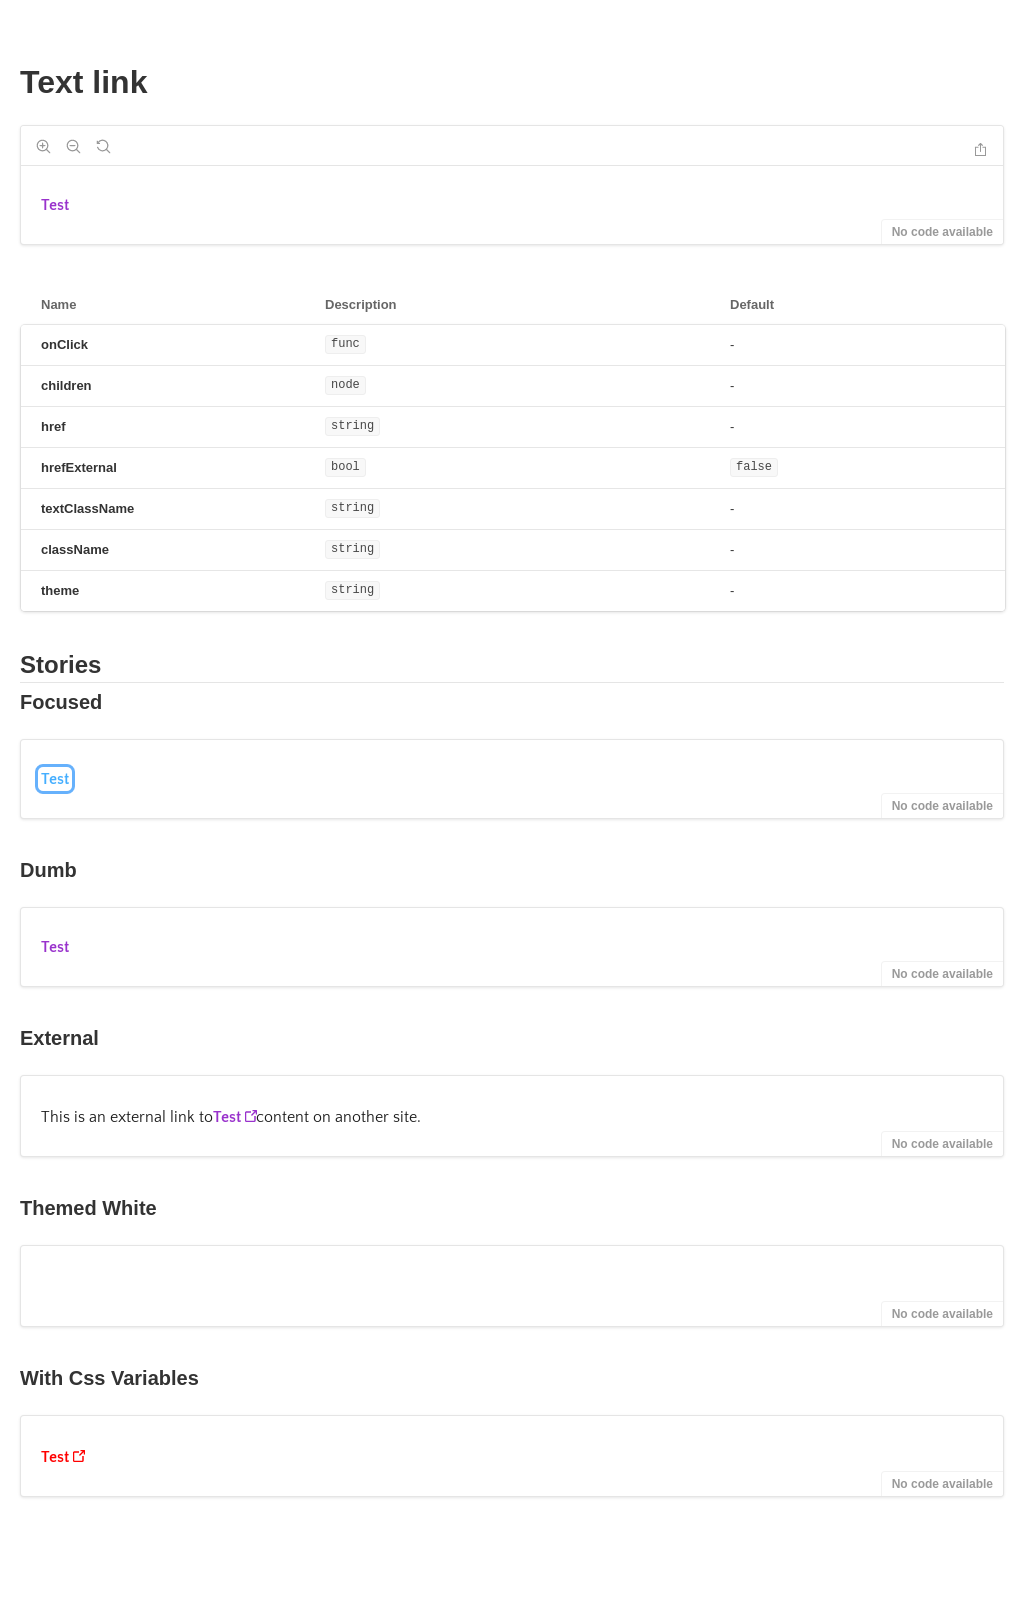 Text link
Test
No code available
Name Description Default
onClick func -
children node -
href string -
hrefExternal bool false
textClassName string -
className string -
theme string -
Stories
Focused
Test
No code available
Dumb
Test
No code available
External
This is an external link toTest content on another site.
No code available
Themed White
No code available
With Css Variables
Test
No code available